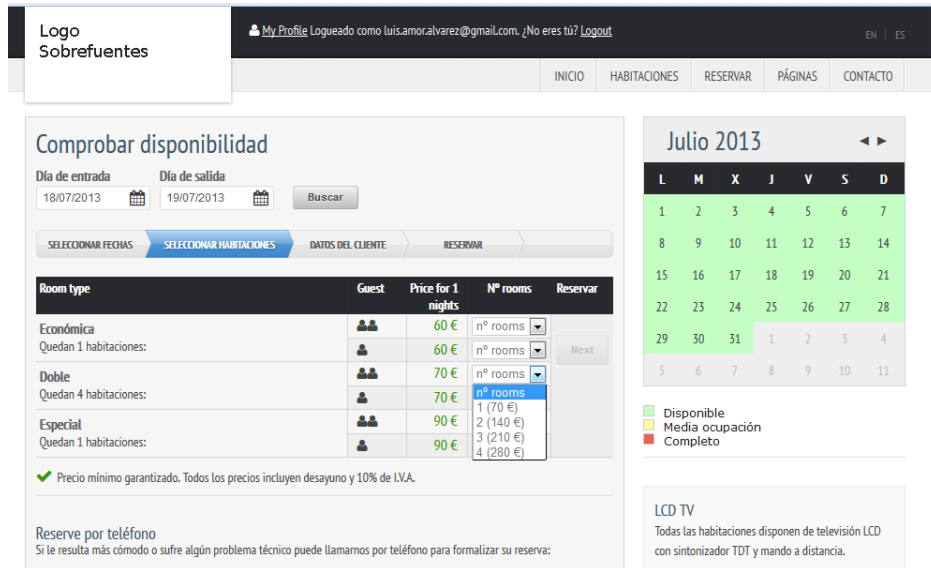 Logo
Sobrefuentes
My Profile Logueado como luis.amor.alvarez@gmail.com. ¿No eres tú? Logout
EN | ES
INICIO HABITACIONES RESERVAR PÁGINAS CONTACTO
Comprobar disponibilidad
Día de entrada Día de salida
18/07/2013 19/07/2013 Buscar
SELECCIONAR FECHAS SELECCIONAR HABITACIONES DATOS DEL CLIENTE RESERVAR
Room type Guest Price for 1 nights Nº rooms Reservar
Económica 60 € nº rooms
Quedan 1 habitaciones: 60 € nº rooms Next
Doble 70 € nº rooms
Quedan 4 habitaciones: 70 €
nº rooms
1 (70 €)
2 (140 €)
3 (210 €)
4 (280 €)
Especial 90 €
Quedan 1 habitaciones: 90 €
Precio mínimo garantizado. Todos los precios incluyen desayuno y 10% de I.V.A.
Reserve por teléfono
Si le resulta más cómodo o sufre algún problema técnico puede llamarnos por teléfono para formalizar su reserva:
Julio 2013
L M X J V S D
1 2 3 4 5 6 7
8 9 10 11 12 13 14
15 16 17 18 19 20 21
22 23 24 25 26 27 28
29 30 31 1 2 3 4
5 6 7 8 9 10 11
Disponible
Media ocupación
Completo
LCD TV
Todas las habitaciones disponen de televisión LCD
con sintonizador TDT y mando a distancia.